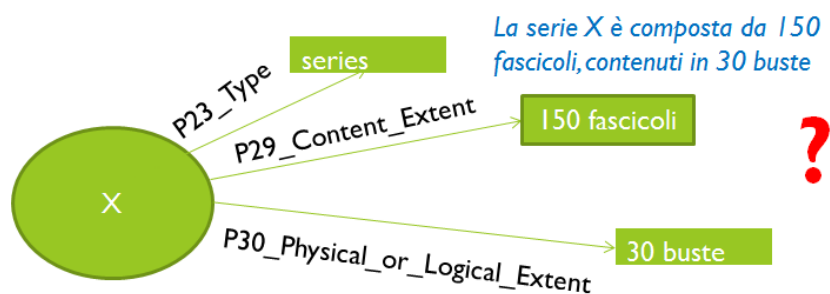 La serie X è composta da 150
fascicoli, contenuti in 30 buste
series
P23_Type
P29_Content_Extent
150 fascicoli
?
X
P30_Physical_or_Logical_Extent
30 buste